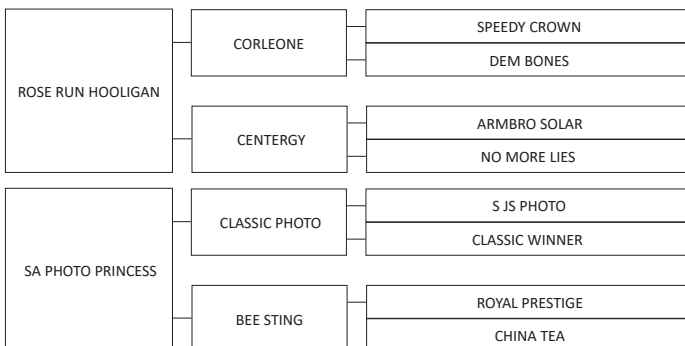 ROSE RUN HOOLIGAN
CORLEONE
SPEEDY CROWN
DEM BONES
CENTERGY
ARMBRO SOLAR
NO MORE LIES
SA PHOTO PRINCESS
CLASSIC PHOTO
S JS PHOTO
CLASSIC WINNER
BEE STING
ROYAL PRESTIGE
CHINA TEA